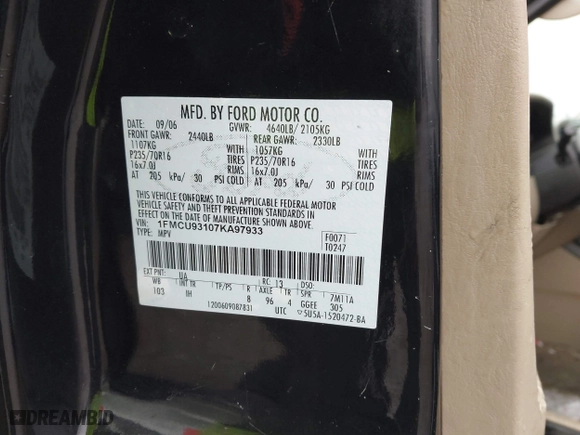 MFD. BY FORD MOTOR CO.
DATE: 09/06 GVWR: 4640LB/ 2105KG
FRONT GAWR: 2440LB REAR GAWR: 2330LB
1107KG WITH 1057KG WITH
P235/70R16 TIRES P235/70R16 TIRES
16x7.0J RIMS 16x7.0J RIMS
AT 205 kPa/ 30 PSI COLD AT 205 kPa/ 30 PSI COLD
THIS VEHICLE CONFORMS TO ALL APPLICABLE FEDERAL MOTOR
VEHICLE SAFETY AND THEFT PREVENTION STANDARDS IN
EFFECT ON THE DATE OF MANUFACTURE SHOWN ABOVE.
VIN: 1FMCU93107KA97933
TYPE: MPV
F0071
T0247
EXT PNT: UA RC: 13 DSO:
WB INT TR TP/PS R AXLE TR SPR 7M11A
103 IH 8 96 4 GGEE 305
1200609087831 UTC 5U5A-1520472-BA
DREAMBID